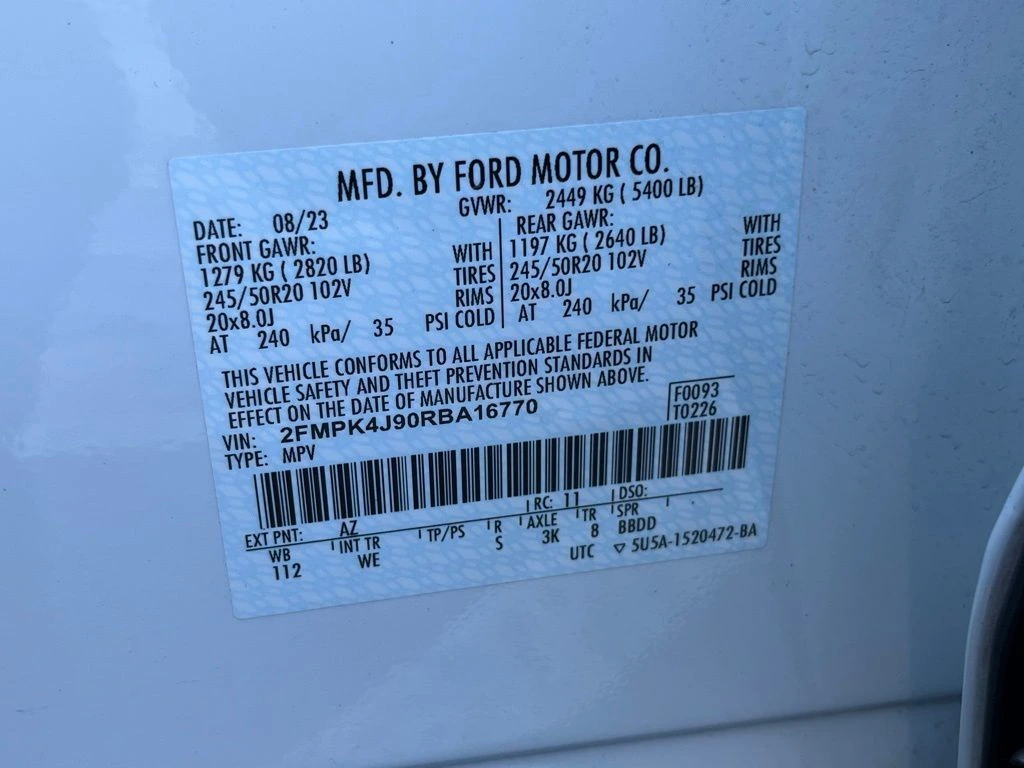 MFD. BY FORD MOTOR CO.
DATE: 08/23 GVWR: 2449 KG ( 5400 LB)
FRONT GAWR: REAR GAWR:
1279 KG ( 2820 LB) WITH 1197 KG ( 2640 LB) WITH
245/50R20 102V TIRES 245/50R20 102V TIRES
20x8.0J RIMS 20x8.0J RIMS
AT 240 kPa/ 35 PSI COLD AT 240 kPa/ 35 PSI COLD
THIS VEHICLE CONFORMS TO ALL APPLICABLE FEDERAL MOTOR
VEHICLE SAFETY AND THEFT PREVENTION STANDARDS IN
EFFECT ON THE DATE OF MANUFACTURE SHOWN ABOVE.
VIN: 2FMPK4J90RBA16770 F0093
TYPE: MPV T0226
EXT PNT: AZ RC: 11 DSO:
WB INT TR TP/PS R AXLE TR SPR
112 WE S 3K 8 BBDD
UTC ▽ 5U5A-1520472-BA